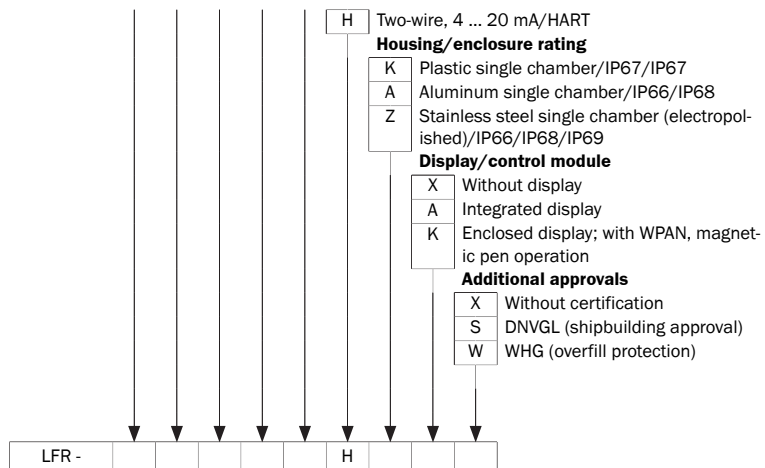 H Two-wire, 4 ... 20 mA/HART
Housing/enclosure rating
K Plastic single chamber/IP67/IP67
A Aluminum single chamber/IP66/IP68
Z Stainless steel single chamber (electropol-
ished)/IP66/IP68/IP69
Display/control module
X Without display
A Integrated display
K Enclosed display; with WPAN, magnet-
ic pen operation
Additional approvals
X Without certification
S DNVGL (shipbuilding approval)
W WHG (overfill protection)
LFR - H